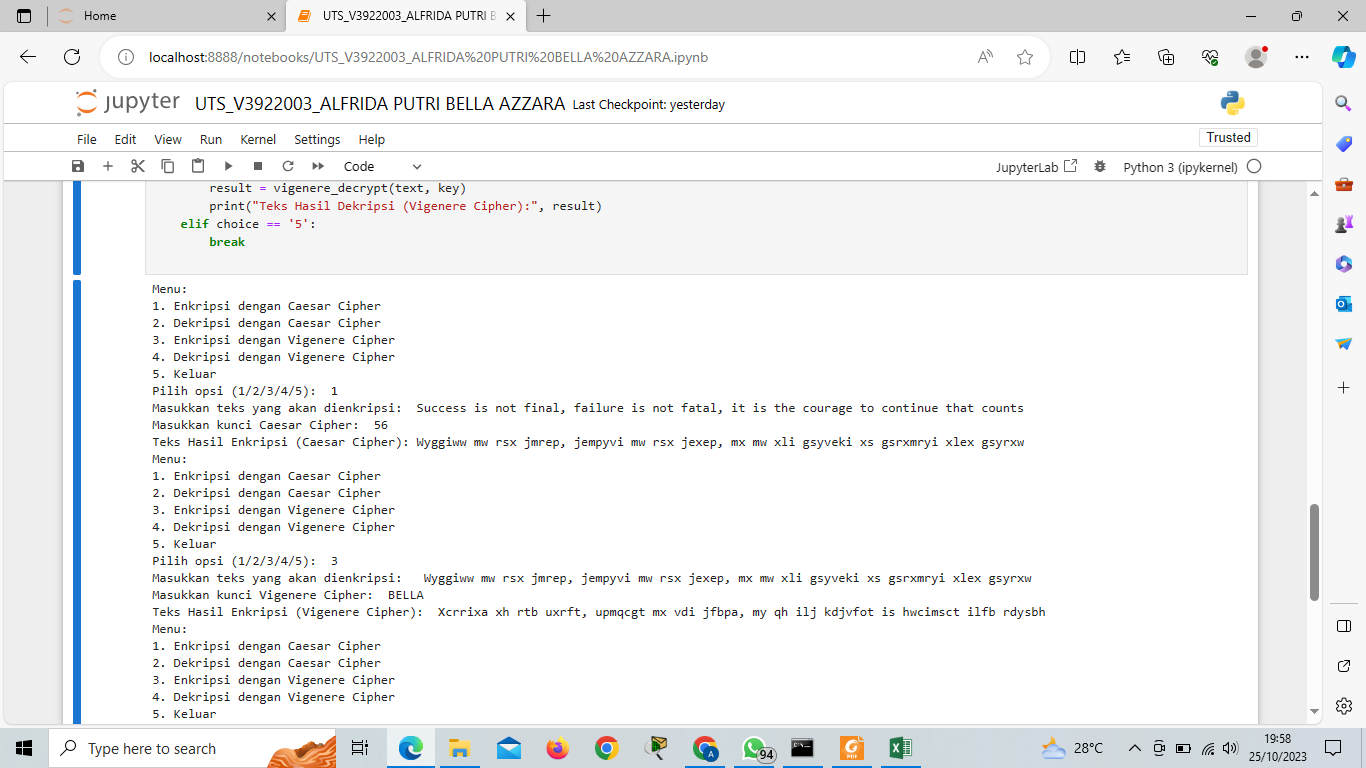 Home
UTS_V3922003_ALFRIDA PUTRI B
localhost:8888/notebooks/UTS_V3922003_ALFRIDA%20PUTRI%20BELLA%20AZZARA.ipynb
jupyter UTS_V3922003_ALFRIDA PUTRI BELLA AZZARA Last Checkpoint: yesterday
File Edit View Run Kernel Settings Help Trusted
Code JupyterLab Python 3 (ipykernel)
result = vigenere_decrypt(text, key)
print("Teks Hasil Dekripsi (Vigenere Cipher):", result)
elif choice == '5':
break
Menu:
1. Enkripsi dengan Caesar Cipher
2. Dekripsi dengan Caesar Cipher
3. Enkripsi dengan Vigenere Cipher
4. Dekripsi dengan Vigenere Cipher
5. Keluar
Pilih opsi (1/2/3/4/5):  1
Masukkan teks yang akan dienkripsi:  Success is not final, failure is not fatal, it is the courage to continue that counts
Masukkan kunci Caesar Cipher:  56
Teks Hasil Enkripsi (Caesar Cipher): Wyggiww mw rsx jmrep, jempyvi mw rsx jexep, mx mw xli gsyveki xs gsrxmryi xlex gsyrxw
Menu:
1. Enkripsi dengan Caesar Cipher
2. Dekripsi dengan Caesar Cipher
3. Enkripsi dengan Vigenere Cipher
4. Dekripsi dengan Vigenere Cipher
5. Keluar
Pilih opsi (1/2/3/4/5):  3
Masukkan teks yang akan dienkripsi:   Wyggiww mw rsx jmrep, jempyvi mw rsx jexep, mx mw xli gsyveki xs gsrxmryi xlex gsyrxw
Masukkan kunci Vigenere Cipher:  BELLA
Teks Hasil Enkripsi (Vigenere Cipher):  Xcrrixa xh rtb uxrft, upmqcgt mx vdi jfbpa, my qh ilj kdjvfot is hwcimsct ilfb rdysbh
Menu:
1. Enkripsi dengan Caesar Cipher
2. Dekripsi dengan Caesar Cipher
3. Enkripsi dengan Vigenere Cipher
4. Dekripsi dengan Vigenere Cipher
5. Keluar
Type here to search
94
28°C
19:58
25/10/2023